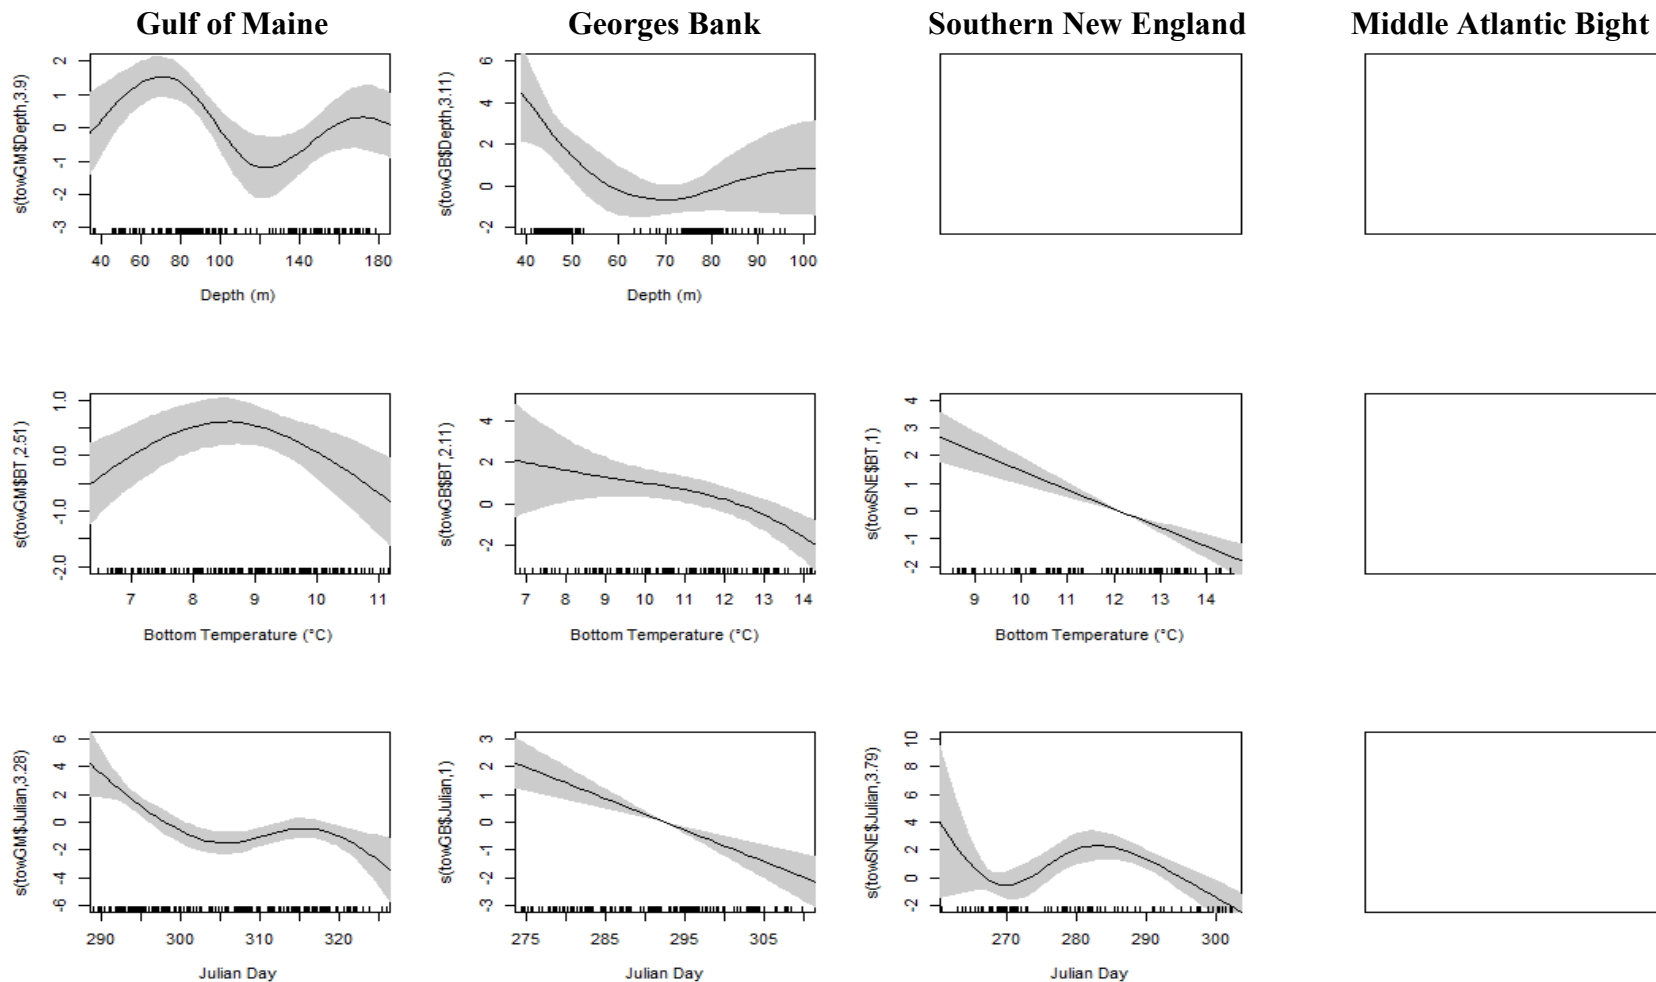 Gulf of Maine Georges Bank Southern New England Middle Atlantic Bight
s(towGM$Depth,3.9)
2
1
0
-1
-2
-3
40 60 80 100 140 180
Depth (m)
s(towGB$Depth,3.11)
6
4
2
0
-2
40 50 60 70 80 90 100
Depth (m)
s(towGM$BT,2.51)
1.0
0.0
-1.0
-2.0
7 8 9 10 11
Bottom Temperature (°C)
s(towGB$BT,2.11)
4
2
0
-2
7 8 9 10 11 12 13 14
Bottom Temperature (°C)
s(towSNE$BT,1)
4
3
2
1
0
-1
-2
9 10 11 12 13 14
Bottom Temperature (°C)
s(towGM$Julian,3.28)
6
4
2
0
-2
-4
-6
290 300 310 320
Julian Day
s(towGB$Julian,1)
3
2
1
0
-1
-2
-3
275 285 295 305
Julian Day
s(towSNE$Julian,3.79)
10
8
6
4
2
0
-2
270 280 290 300
Julian Day